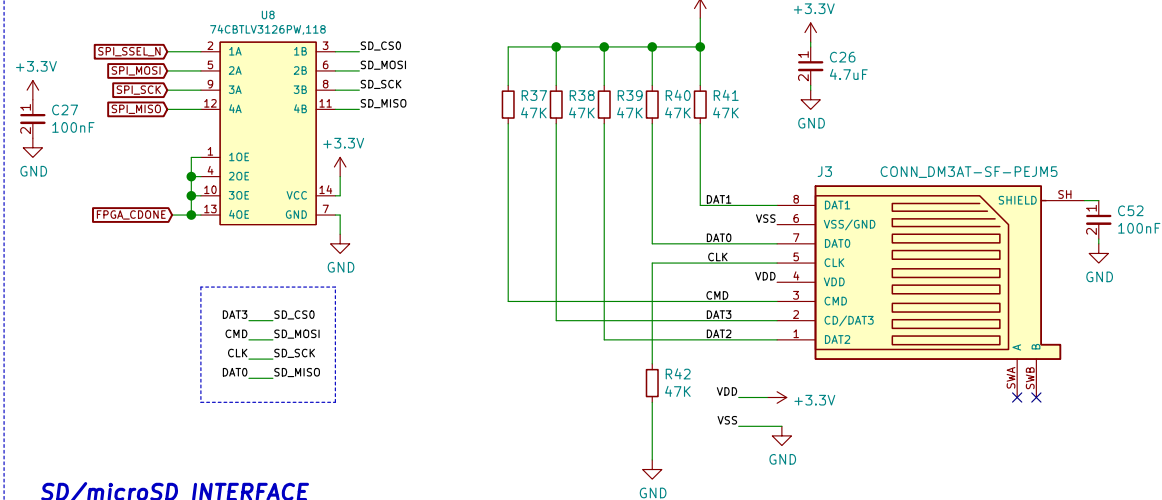 U8
74CBTLV3126PW,118
SPI_SSEL_N 2 1A 1B 3 SD_CS0
SPI_MOSI 5 2A 2B 6 SD_MOSI
SPI_SCK 9 3A 3B 8 SD_SCK
SPI_MISO 12 4A 4B 11 SD_MISO
1 1OE
4 2OE
10 3OE VCC 14
FPGA_CDONE 13 4OE GND 7
+3.3V
GND
+3.3V
1
2
C27
100nF
GND
DAT3 SD_CS0
CMD SD_MOSI
CLK SD_SCK
DAT0 SD_MISO
SD/microSD INTERFACE
R37
47K
R38
47K
R39
47K
R40
47K
R41
47K
+3.3V
1
2
C26
4.7uF
GND
J3
CONN_DM3AT-SF-PEJM5
DAT1 8 DAT1
VSS 6 VSS/GND
DAT0 7 DAT0
CLK 5 CLK
VDD 4 VDD
CMD 3 CMD
DAT3 2 CD/DAT3
DAT2 1 DAT2
SHIELD SH
1
2
C52
100nF
GND
A
B
SWA
SWB
R42
47K
GND
VDD +3.3V
VSS
GND